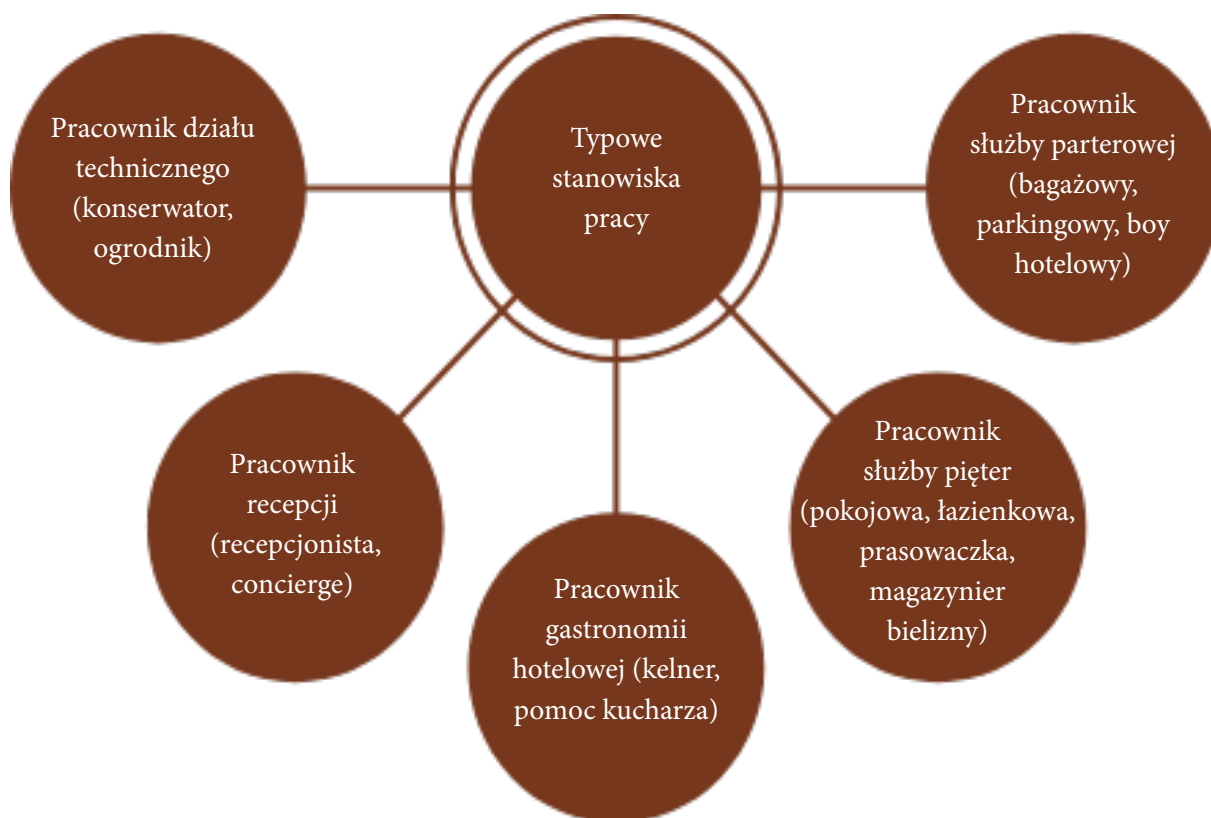 Pracownik działu
technicznego
(konserwator,
ogrodnik)
Typowe
stanowiska
pracy
Pracownik
służby parterowej
(bagażowy,
parkingowy, boy
hotelowy)
Pracownik
recepcji
(recepcjonista,
concierge)
Pracownik
gastronomii
hotelowej (kelner,
pomoc kucharza)
Pracownik
służby pięter
(pokojowa, łazienkowa,
prasowaczka,
magazynier
bielizny)